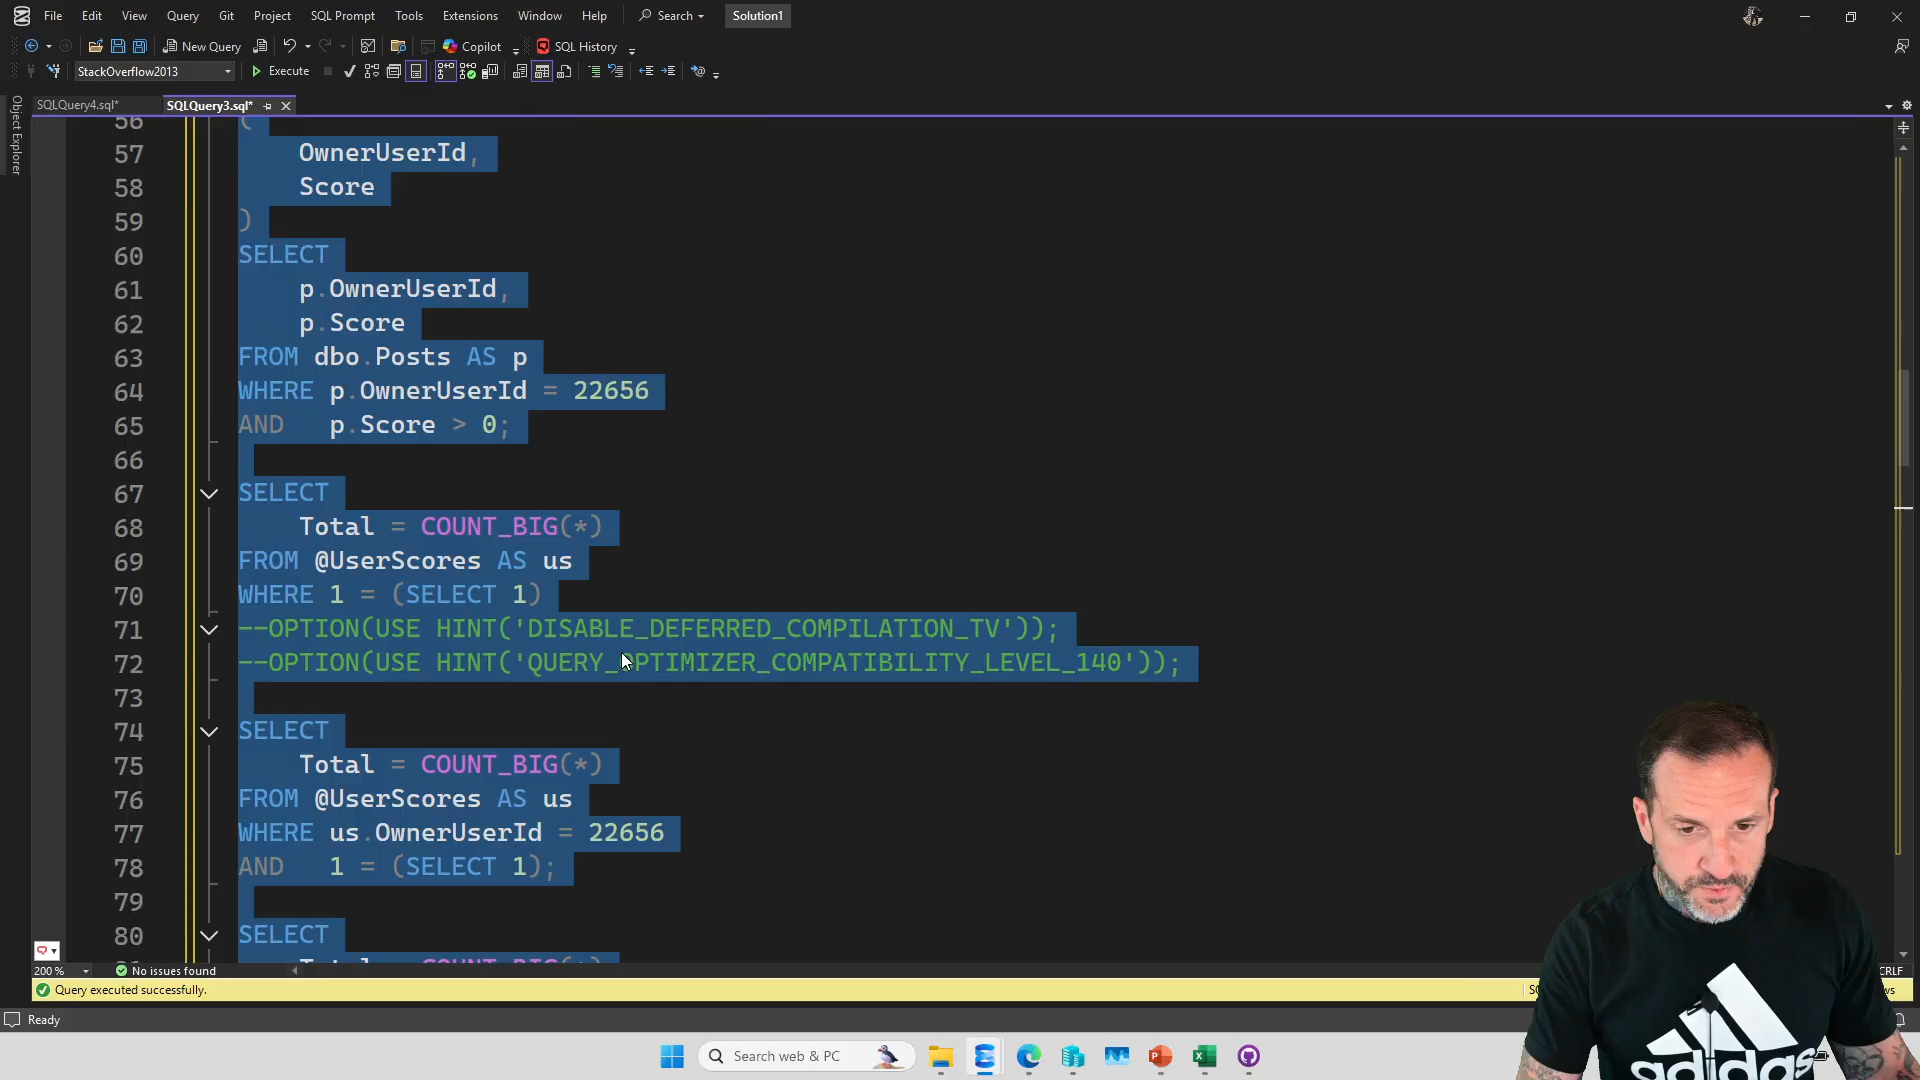 File Edit View Query Git Project SQL Prompt Tools Extensions Window Help Search Solution1
New Query Copilot SQL History
StackOverflow2013 Execute
SQLQuery4.sql* SQLQuery3.sql*
Object Explorer
56 (
57 OwnerUserId,
58 Score
59 )
60 SELECT
61 p.OwnerUserId,
62 p.Score
63 FROM dbo.Posts AS p
64 WHERE p.OwnerUserId = 22656
65 AND p.Score > 0;
66
67 SELECT
68 Total = COUNT_BIG(*)
69 FROM @UserScores AS us
70 WHERE 1 = (SELECT 1)
71 --OPTION(USE HINT('DISABLE_DEFERRED_COMPILATION_TV'));
72 --OPTION(USE HINT('QUERY_OPTIMIZER_COMPATIBILITY_LEVEL_140'));
73
74 SELECT
75 Total = COUNT_BIG(*)
76 FROM @UserScores AS us
77 WHERE us.OwnerUserId = 22656
78 AND 1 = (SELECT 1);
79
80 SELECT
200 % No issues found CRLF
Query executed successfully.
Ready
Search web & PC
adidas